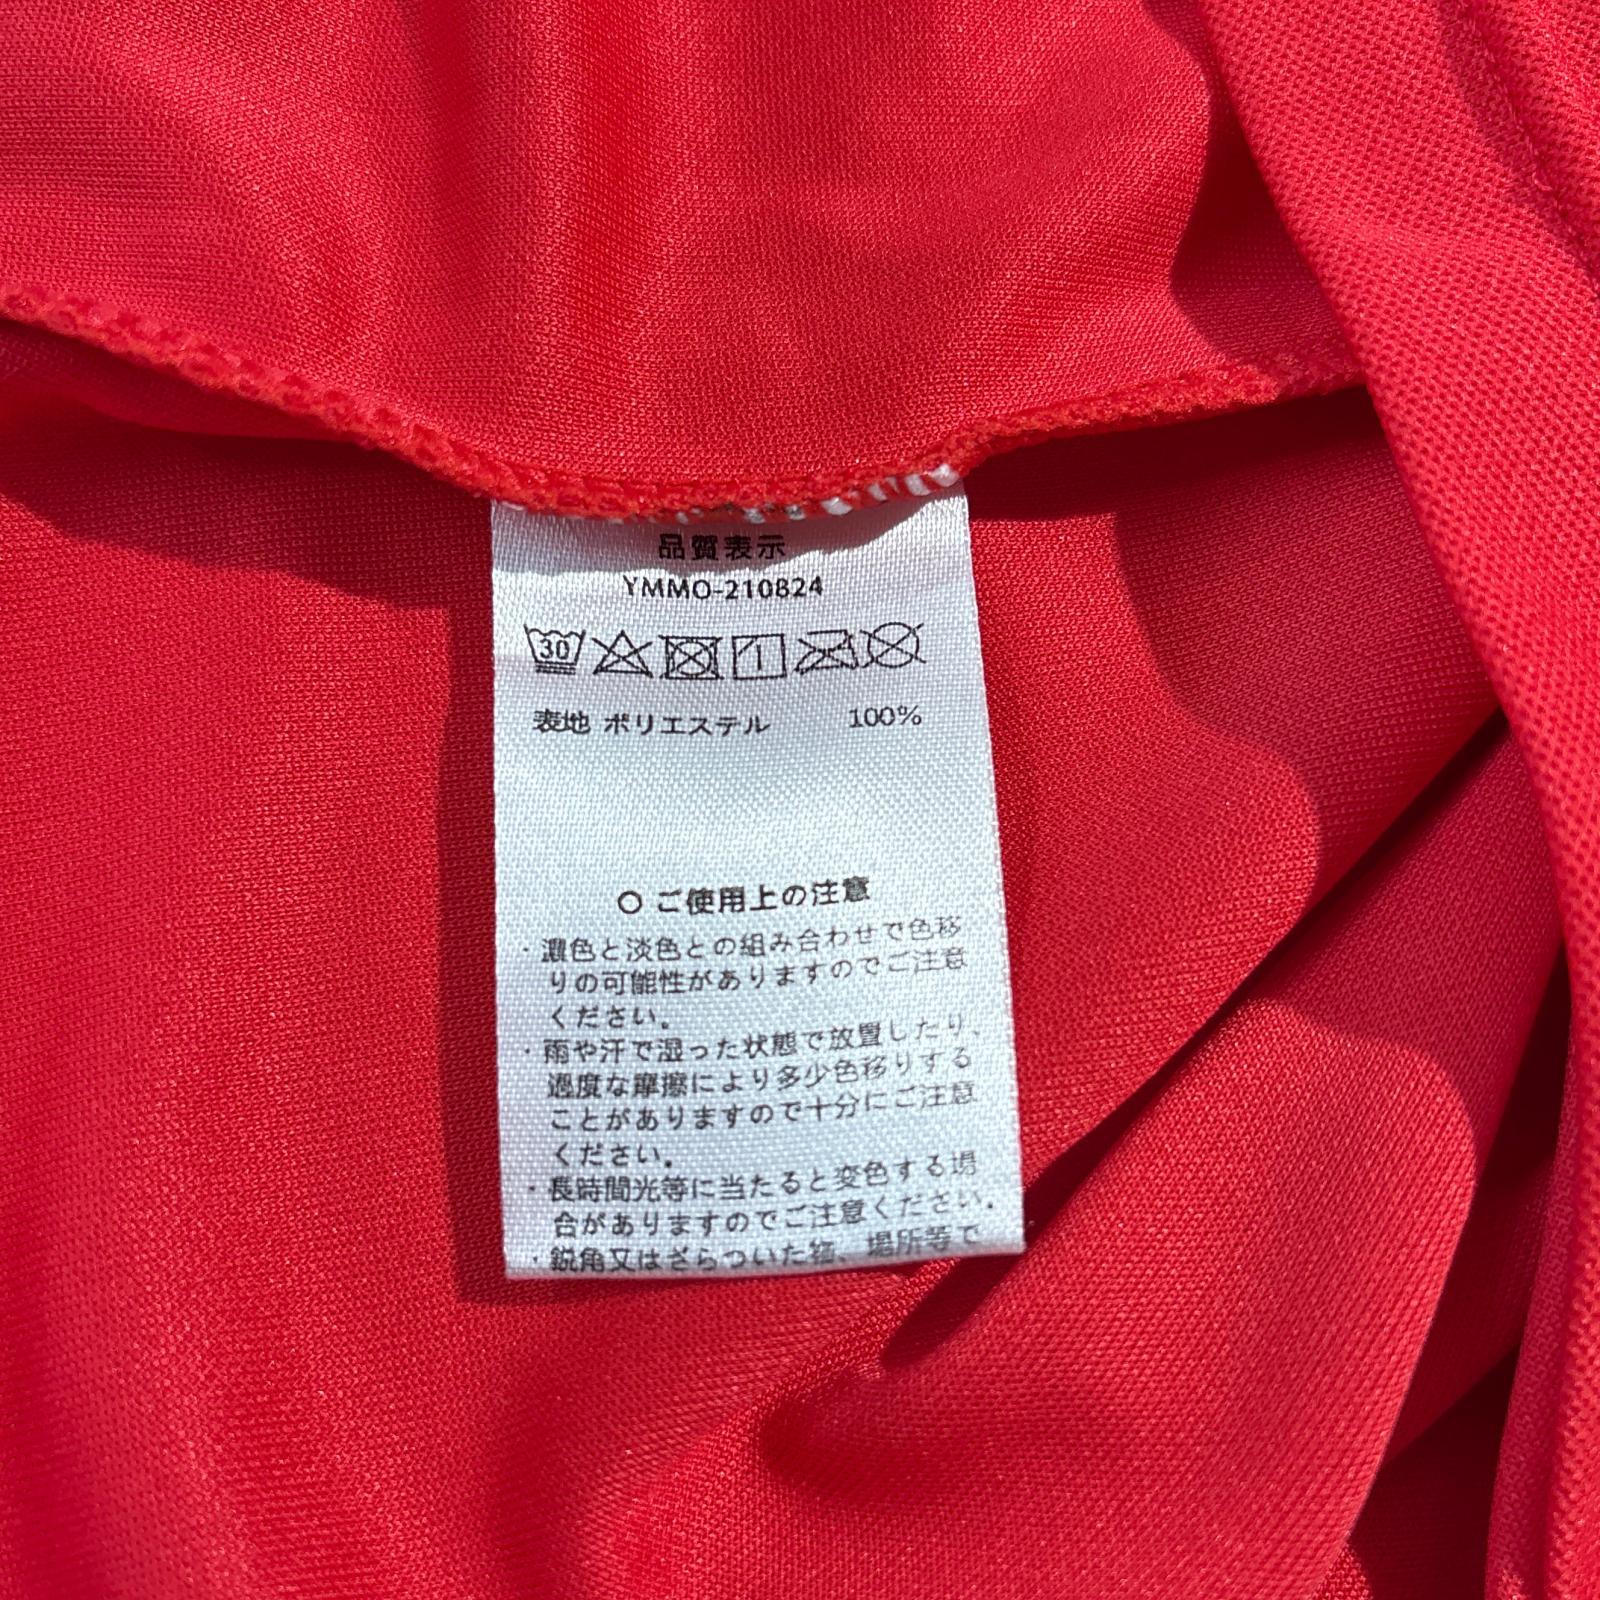 品質表示
YMMO-210824
30
表地 ポリエステル 100%
○ ご使用上の注意
・濃色と淡色との組み合わせで色移
りの可能性がありますのでご注意
ください。
・雨や汗で湿った状態で放置したり、
過度な摩擦により多少色移りする
ことがありますので十分にご注意
ください。
・長時間光等に当たると変色する場
合がありますのでご注意ください。
・鋭角又はざらついた 場所等で